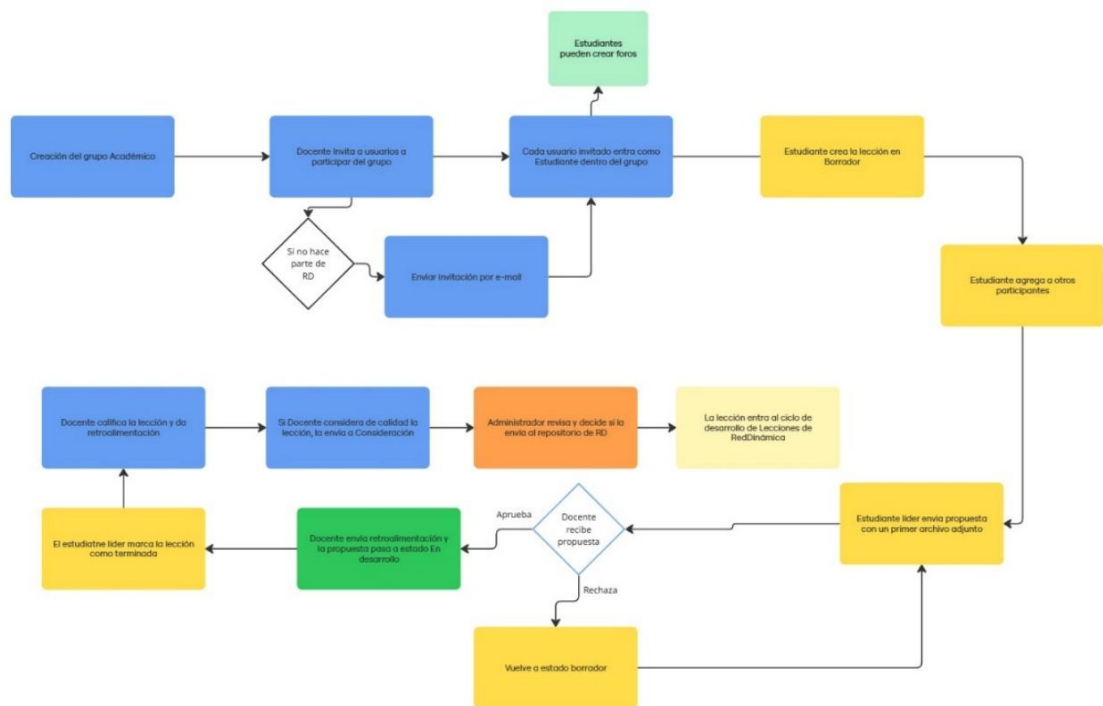 Estudiantes
pueden crear foros
Creación del grupo Académico
Docente Invita a usuarios a
participar del grupo
Cada usuario invitado entra como
Estudiante dentro del grupo
Estudiante crea la lección en
Borrador
Si no hace
parte de
RD
Enviar invitación por e-mail
Estudiante agrega a otros
participantes
Docente califica la lección y da
retroalimentación
Si Docente considera de calidad la
lección, la envía a Consideración
Administrador revisa y decide si la
envía al repositorio de RD
La lección entra al ciclo de
desarrollo de Lecciones de
RedDinámica
Estudiante líder envia propuesta
con un primer archivo adjunto
Docente
recibe
propuesta
Aprueba
Docente envía retroalimentación y
la propuesta pasa a estado En
desarrollo
El estudiatne líder marca la lección
como terminada
Rechaza
Vuelve a estado borrador